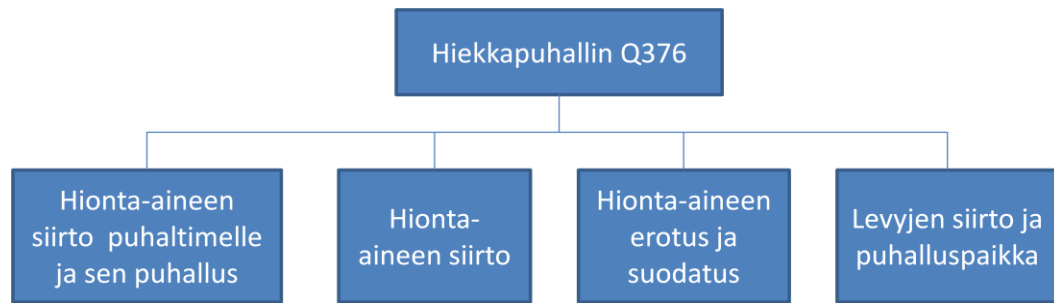 Hiekkapuhallin Q376
Hionta-aineen
siirto puhaltimelle
ja sen puhallus
Hionta-
aineen siirto
Hionta-aineen
erotus ja
suodatus
Levyjen siirto ja
puhalluspaikka